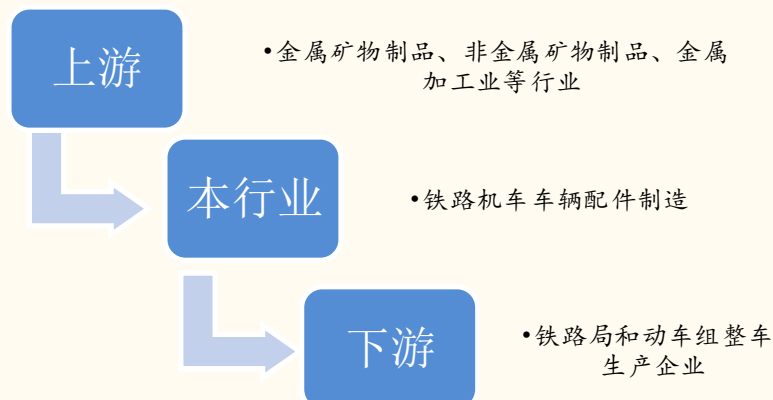 上游
•金属矿物制品、非金属矿物制品、金属
加工业等行业
本行业
•铁路机车车辆配件制造
下游
•铁路局和动车组整车
生产企业